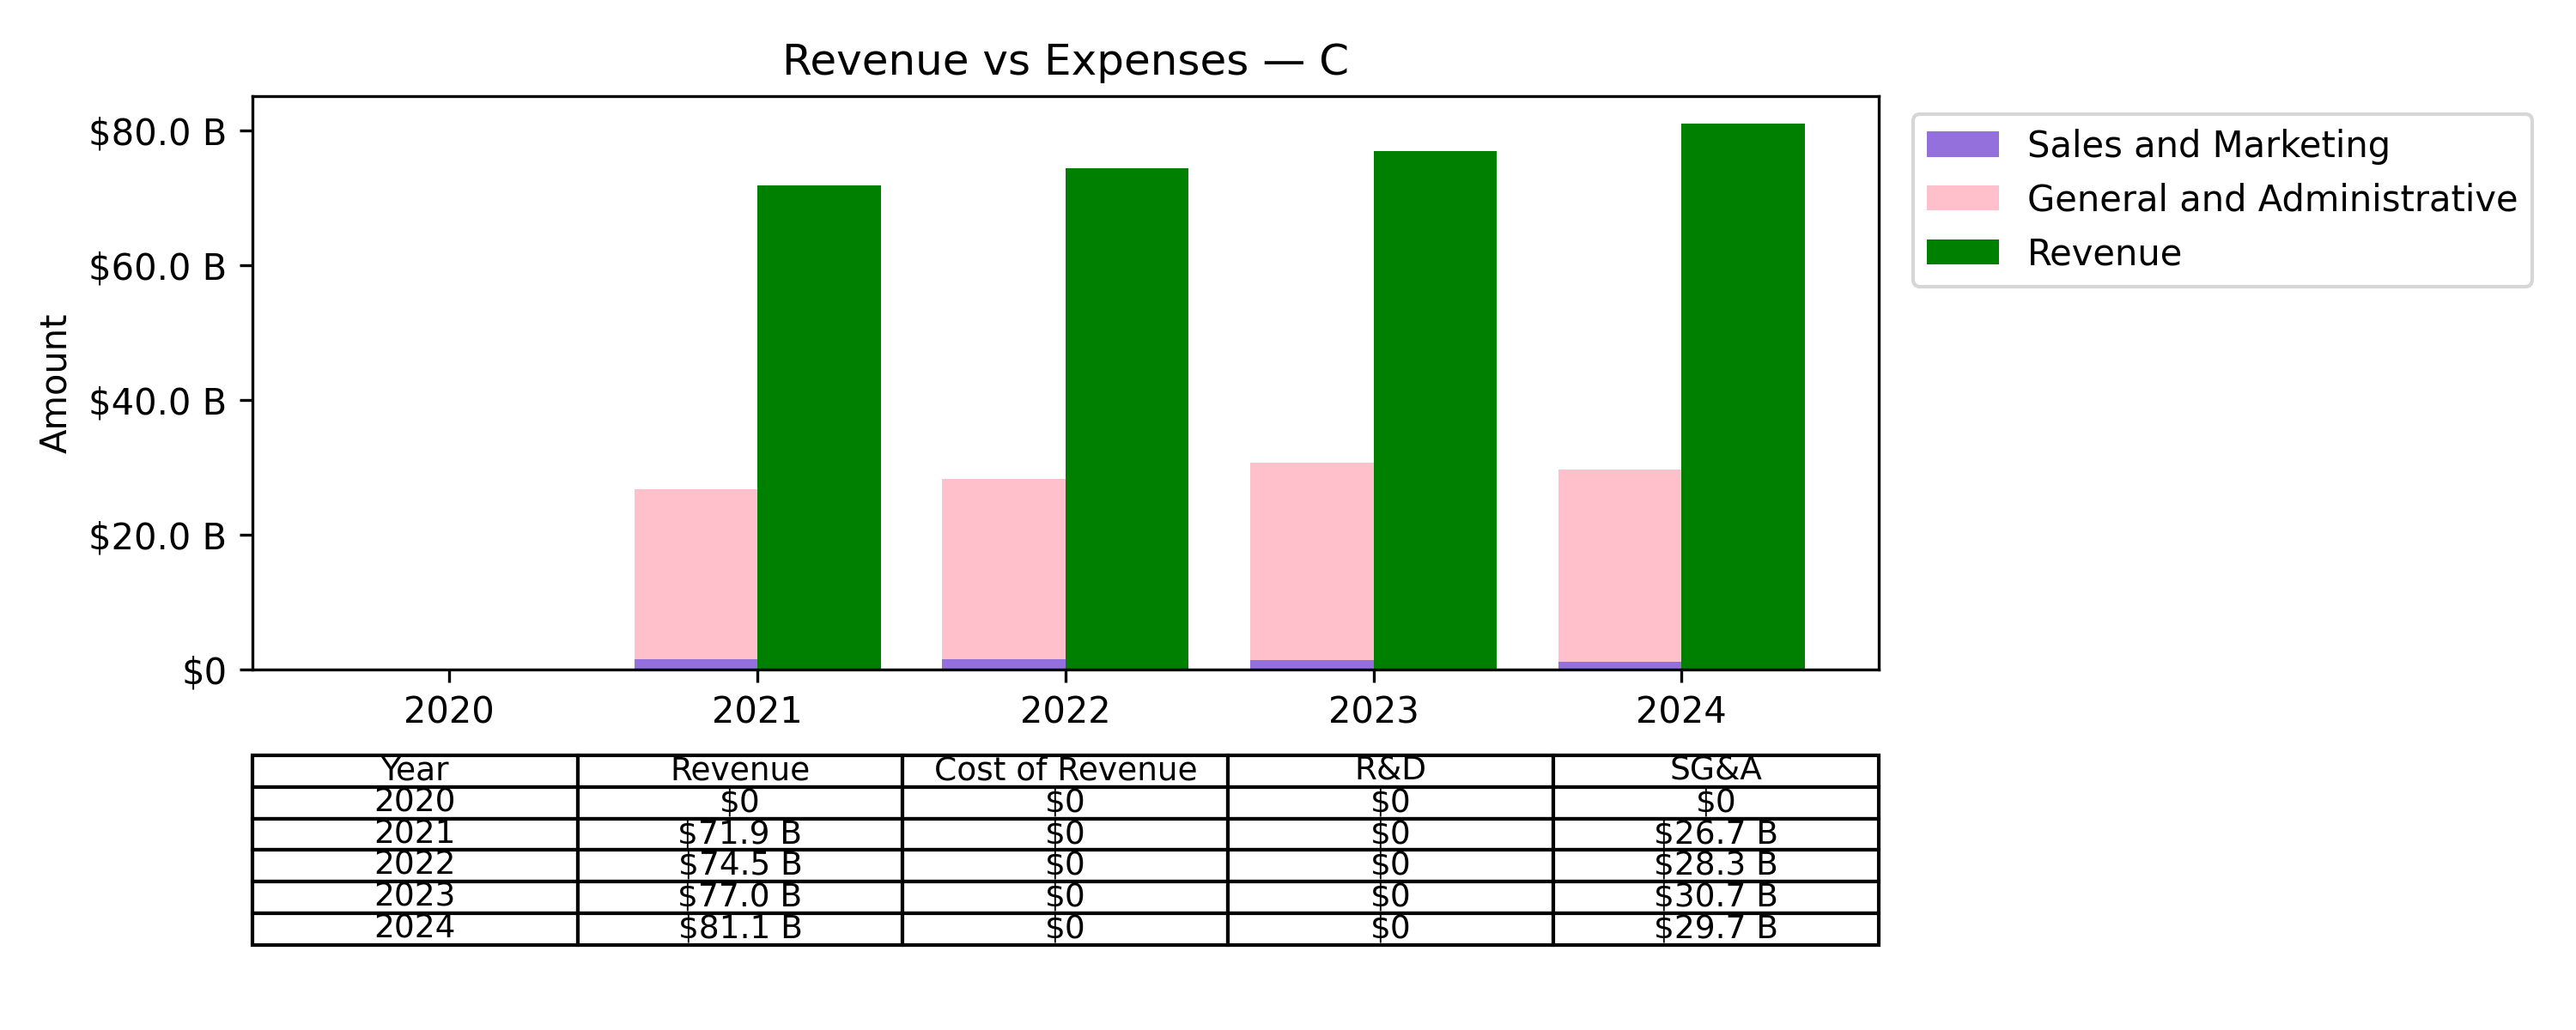 Revenue vs Expenses — C
Amount
$80.0 B
$60.0 B
$40.0 B
$20.0 B
$0
2020 2021 2022 2023 2024
Sales and Marketing
General and Administrative
Revenue
Year Revenue Cost of Revenue R&D SG&A
2020 $0 $0 $0 $0
2021 $71.9 B $0 $0 $26.7 B
2022 $74.5 B $0 $0 $28.3 B
2023 $77.0 B $0 $0 $30.7 B
2024 $81.1 B $0 $0 $29.7 B